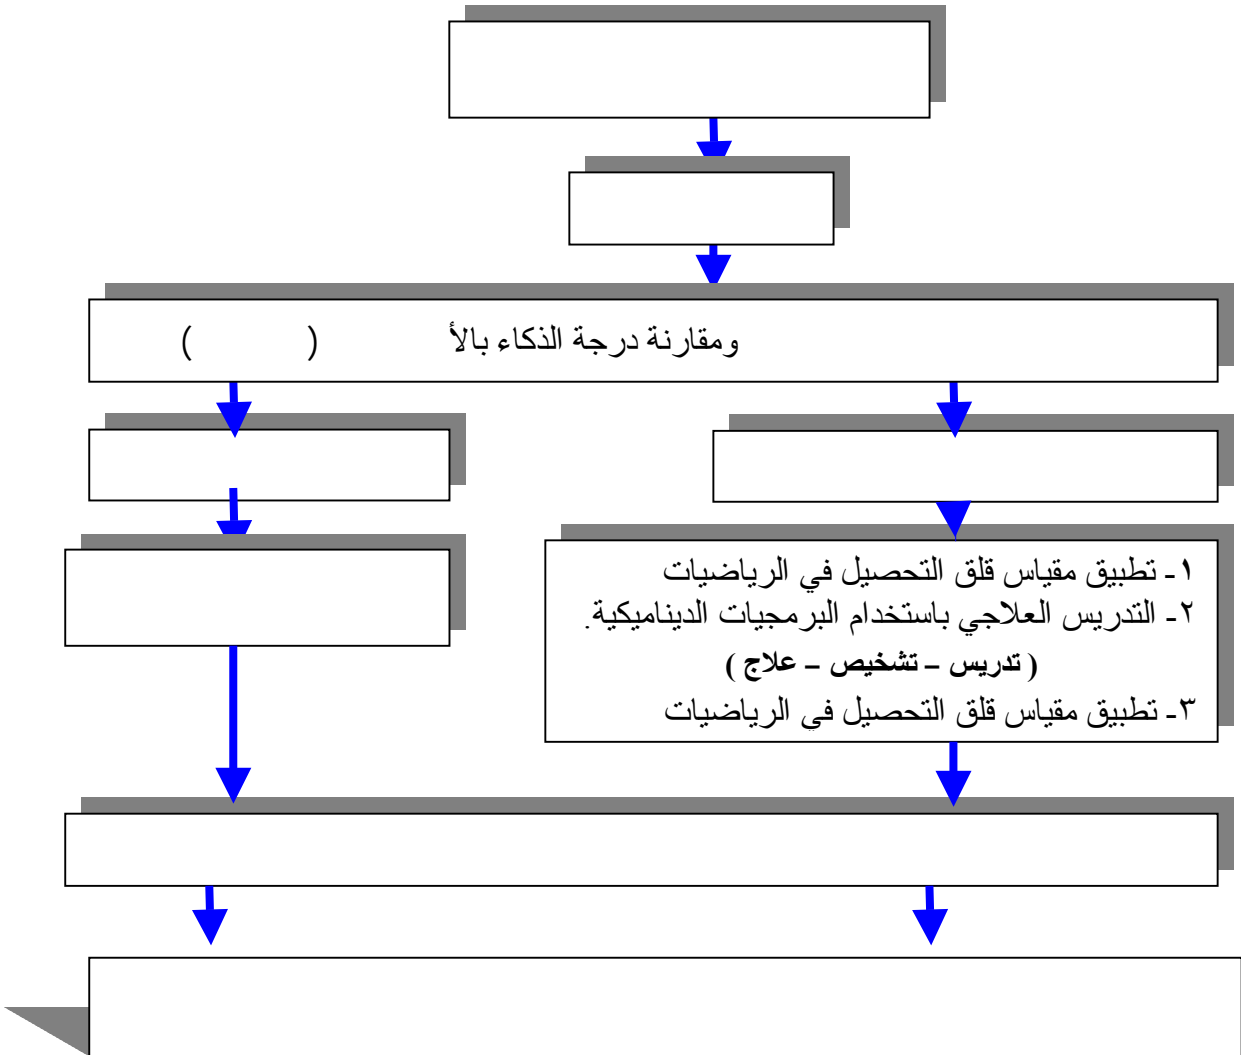 ومقارنة درجة الذكاء بالأ ( )
١- تطبيق مقياس قلق التحصيل في الرياضيات
٢- التدريس العلاجي باستخدام البرمجيات الديناميكية.
( تدريس – تشخيص – علاج )
٣- تطبيق مقياس قلق التحصيل في الرياضيات